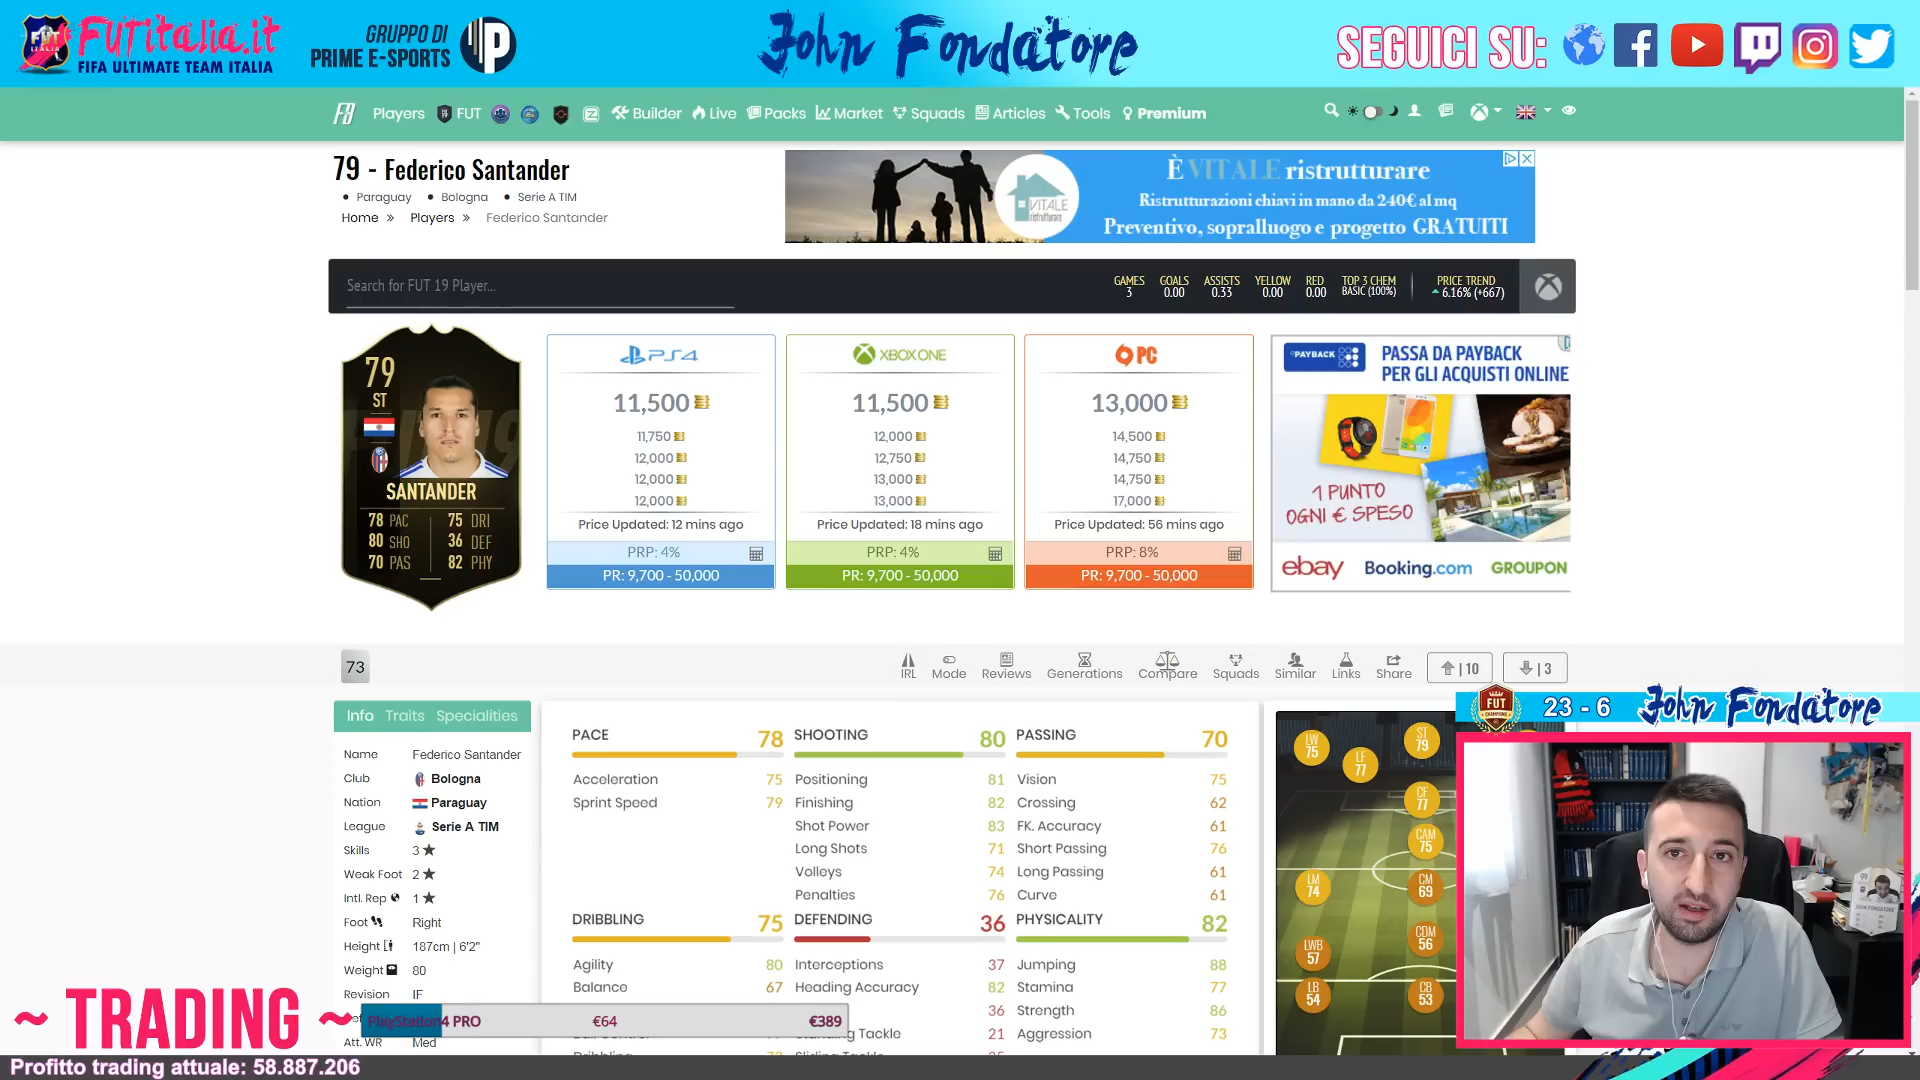 FUTitalia.it
FIFA ULTIMATE TEAM ITALIA
GRUPPO DI
PRIME E-SPORTS
John Fondatore
SEGUICI SU:
Players FUT Builder Live Packs Market Squads Articles Tools Premium
79 - Federico Santander
• Paraguay • Bologna • Serie A TIM
Home » Players » Federico Santander
È VITALE ristrutturare
Ristrutturazioni chiavi in mano da 240€ al mq
Preventivo, sopralluogo e progetto GRATUITI
VITALE
ristrutturare
Search for FUT 19 Player...
GAMES GOALS ASSISTS YELLOW RED TOP 3 CHEM PRICE TREND
3 0.00 0.33 0.00 0.00 BASIC (100%) 6.16% (+667)
79
ST
SANTANDER
78 PAC 75 DRI
80 SHO 36 DEF
70 PAS 82 PHY
PS4
11,500
11,750
12,000
12,000
12,000
Price Updated: 12 mins ago
PRP: 4%
PR: 9,700 - 50,000
XBOX ONE
11,500
12,000
12,750
13,000
13,000
Price Updated: 18 mins ago
PRP: 4%
PR: 9,700 - 50,000
PC
13,000
14,500
14,750
14,750
17,000
Price Updated: 56 mins ago
PRP: 8%
PR: 9,700 - 50,000
PAYBACK
PASSA DA PAYBACK
PER GLI ACQUISTI ONLINE
1 PUNTO
OGNI € SPESO
ebay Booking.com GROUPON
73
IRL Mode Reviews Generations Compare Squads Similar Links Share | 10 | 3
Info Traits Specialities
Name Federico Santander
Club Bologna
Nation Paraguay
League Serie A TIM
Skills 3 ★
Weak Foot 2 ★
Intl. Rep 1 ★
Foot Right
Height 187cm | 6'2"
Weight 80
Revision IF
Att. WR Med
PACE 78
Acceleration 75
Sprint Speed 79
SHOOTING 80
Positioning 81
Finishing 82
Shot Power 83
Long Shots 71
Volleys 74
Penalties 76
PASSING 70
Vision 75
Crossing 62
FK. Accuracy 61
Short Passing 76
Long Passing 61
Curve 61
DRIBBLING 75
Agility 80
Balance 67
DEFENDING 36
Interceptions 37
Heading Accuracy 82
36
Tackle 21
PHYSICALITY 82
Jumping 88
Stamina 77
Strength 86
Aggression 73
LW
75
LF
77
ST
79
CF
77
CAM
75
LM
74
CM
69
LWB
57
CDM
56
LB
54
CB
53
FUT
CHAMPIONS
23 - 6
John Fondatore
~ TRADING ~
PlayStation4 PRO €64 €389
Profitto trading attuale: 58.887.206